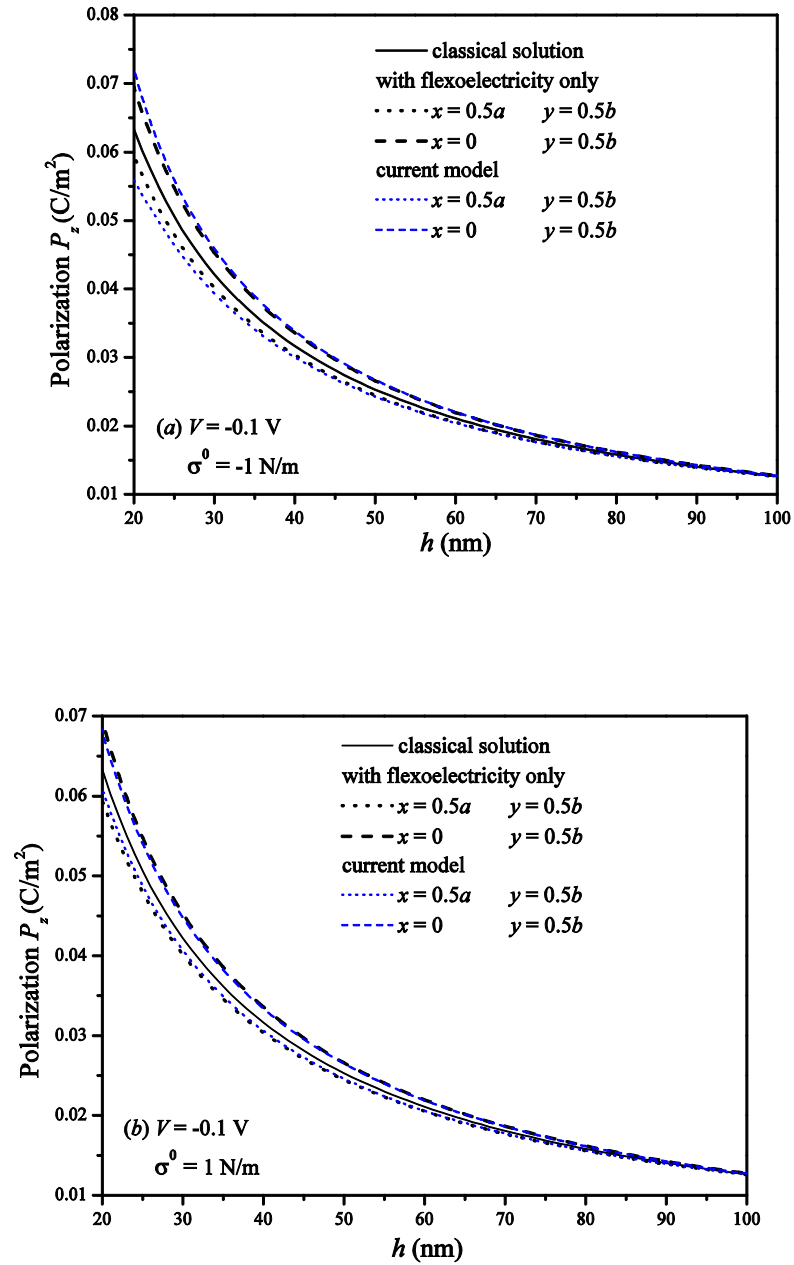 0.08
0.07
0.06
0.05
0.04
0.03
0.02
0.01
Polarization P_z (C/m²)
classical solution
with flexoelectricity only
x = 0.5a y = 0.5b
x = 0 y = 0.5b
current model
x = 0.5a y = 0.5b
x = 0 y = 0.5b
(a) V = -0.1 V
σ⁰ = -1 N/m
20 30 40 50 60 70 80 90 100
h (nm)
0.07
0.06
0.05
0.04
0.03
0.02
0.01
Polarization P_z (C/m²)
classical solution
with flexoelectricity only
x = 0.5a y = 0.5b
x = 0 y = 0.5b
current model
x = 0.5a y = 0.5b
x = 0 y = 0.5b
(b) V = -0.1 V
σ⁰ = 1 N/m
20 30 40 50 60 70 80 90 100
h (nm)